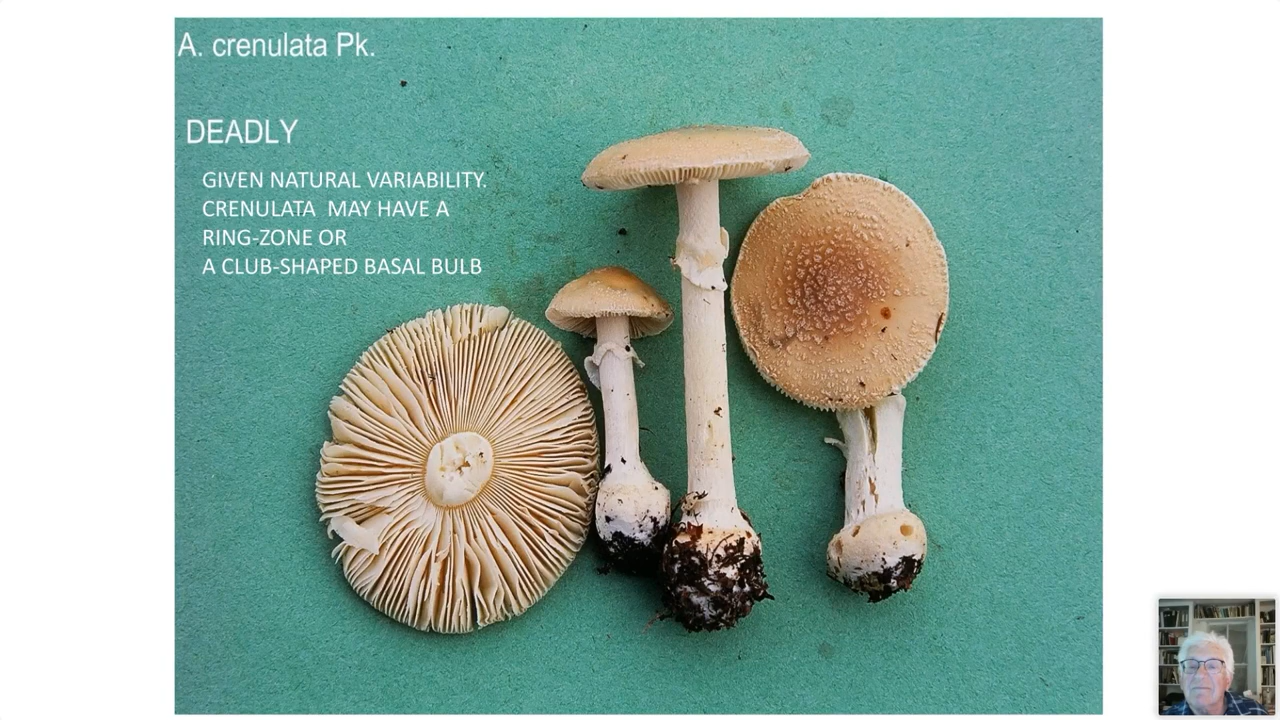 A. crenulata Pk.
DEADLY
GIVEN NATURAL VARIABILITY.
CRENULATA MAY HAVE A
RING-ZONE OR
A CLUB-SHAPED BASAL BULB